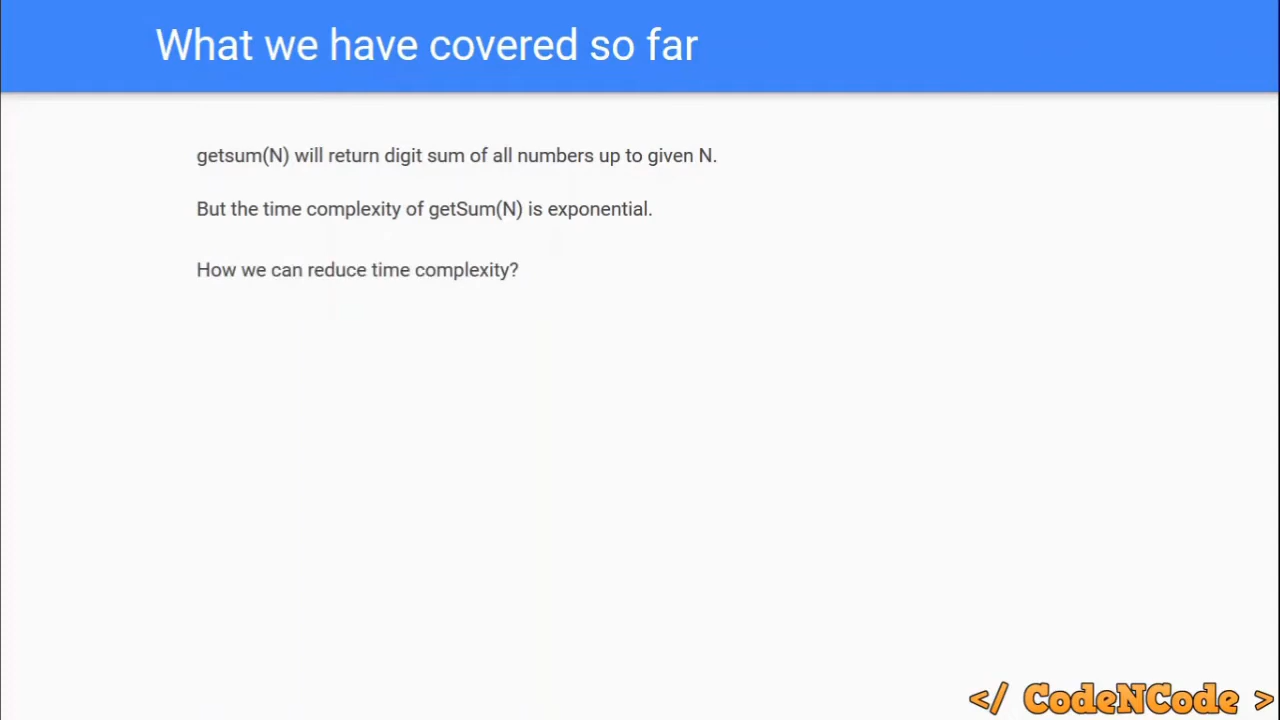 What we have covered so far
getsum(N) will return digit sum of all numbers up to given N.
But the time complexity of getSum(N) is exponential.
How we can reduce time complexity?
</ CodeNCode >